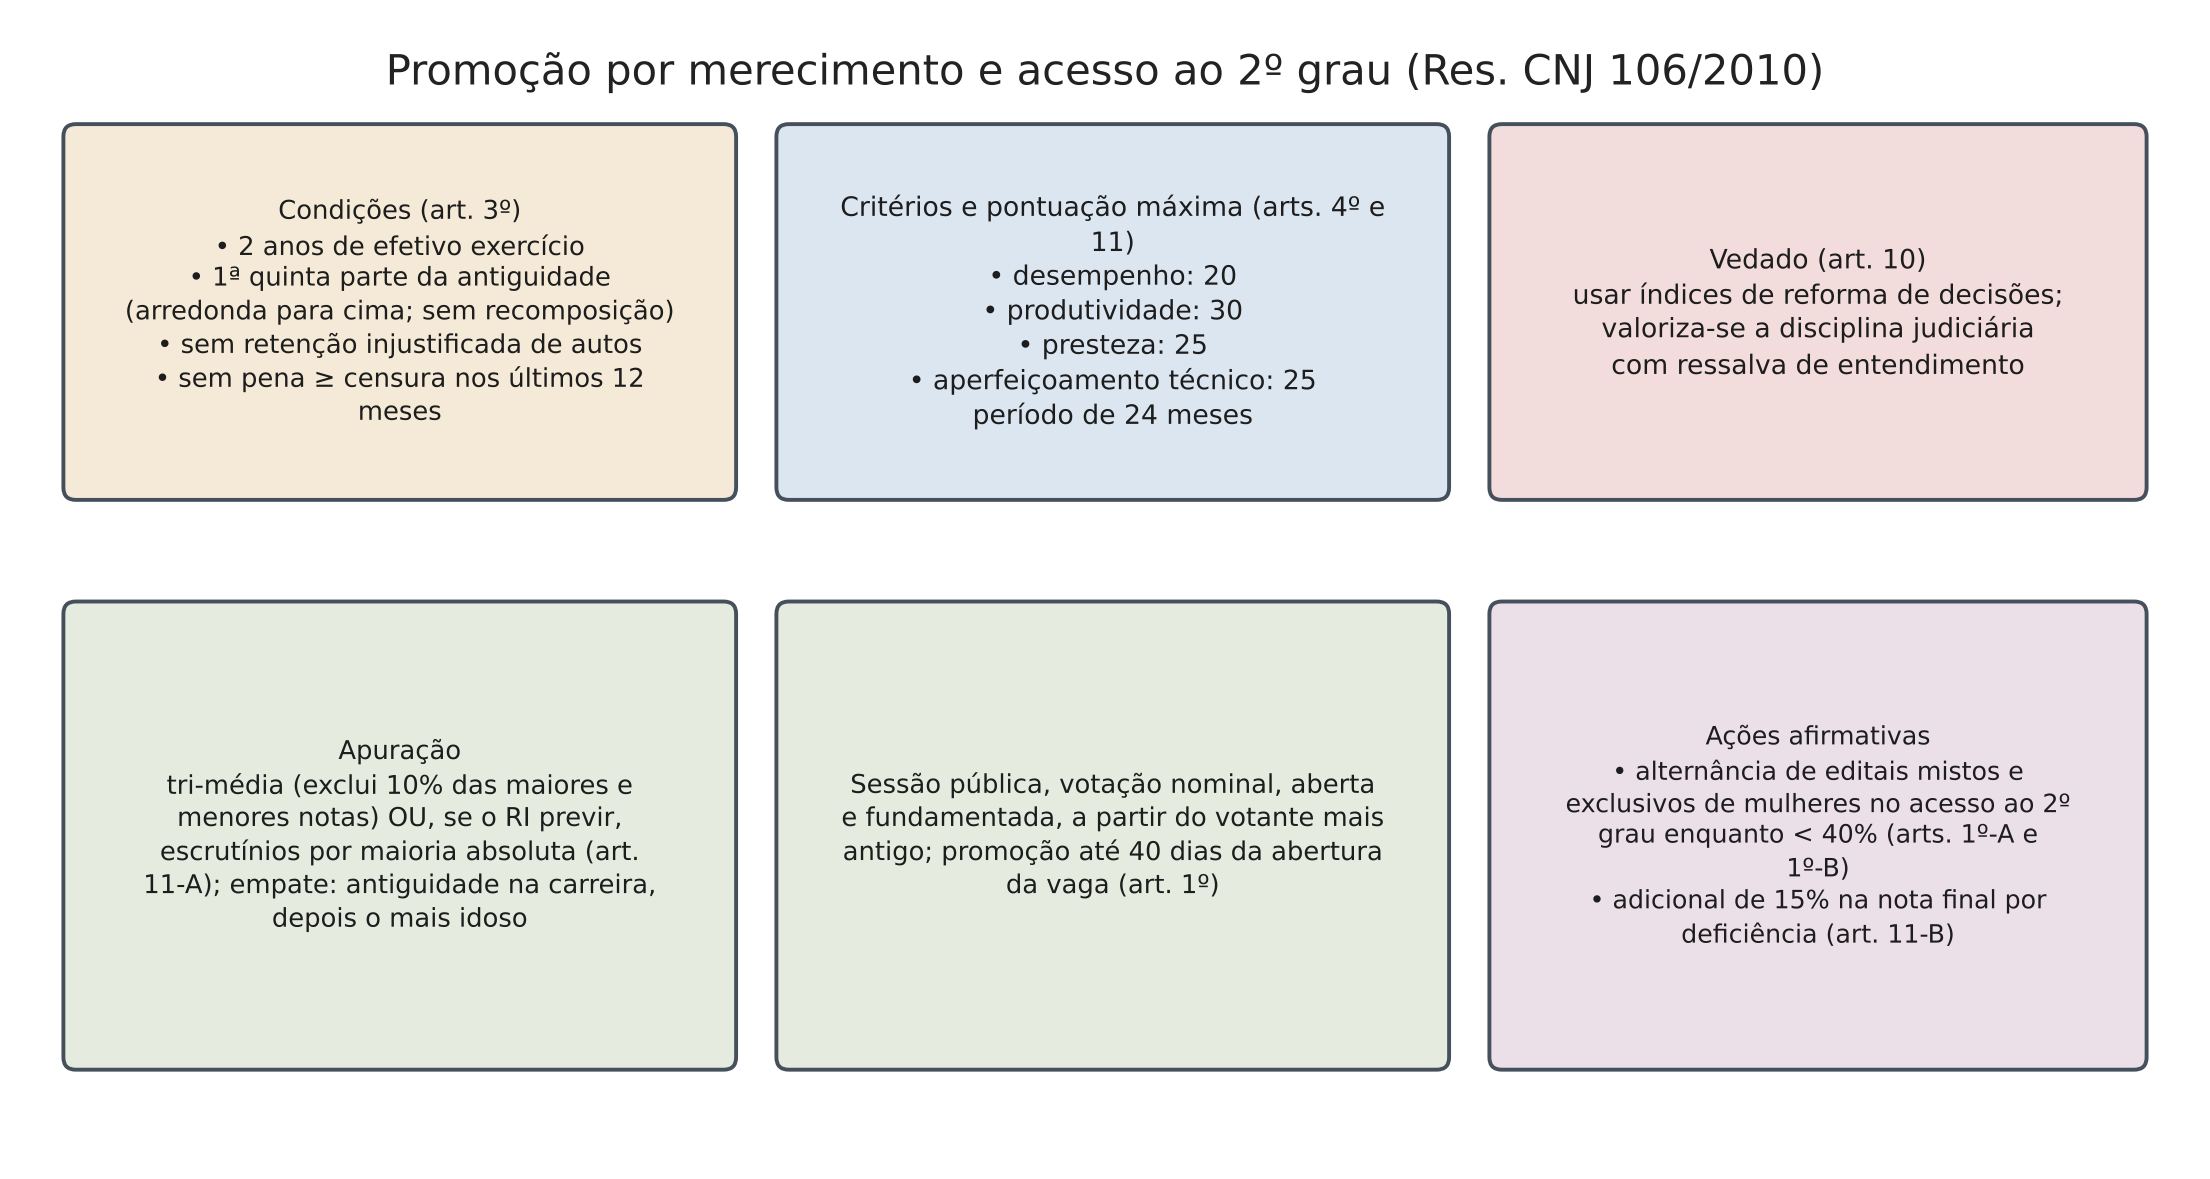 Promoção por merecimento e acesso ao 2º grau (Res. CNJ 106/2010)
Condições (art. 3º)
• 2 anos de efetivo exercício
• 1ª quinta parte da antiguidade
(arredonda para cima; sem recomposição)
• sem retenção injustificada de autos
• sem pena ≥ censura nos últimos 12
meses
Critérios e pontuação máxima (arts. 4º e
11)
• desempenho: 20
• produtividade: 30
• presteza: 25
• aperfeiçoamento técnico: 25
período de 24 meses
Vedado (art. 10)
usar índices de reforma de decisões;
valoriza-se a disciplina judiciária
com ressalva de entendimento
Apuração
tri-média (exclui 10% das maiores e
menores notas) OU, se o RI previr,
escrutínios por maioria absoluta (art.
11-A); empate: antiguidade na carreira,
depois o mais idoso
Sessão pública, votação nominal, aberta
e fundamentada, a partir do votante mais
antigo; promoção até 40 dias da abertura
da vaga (art. 1º)
Ações afirmativas
• alternância de editais mistos e
exclusivos de mulheres no acesso ao 2º
grau enquanto < 40% (arts. 1º-A e
1º-B)
• adicional de 15% na nota final por
deficiência (art. 11-B)